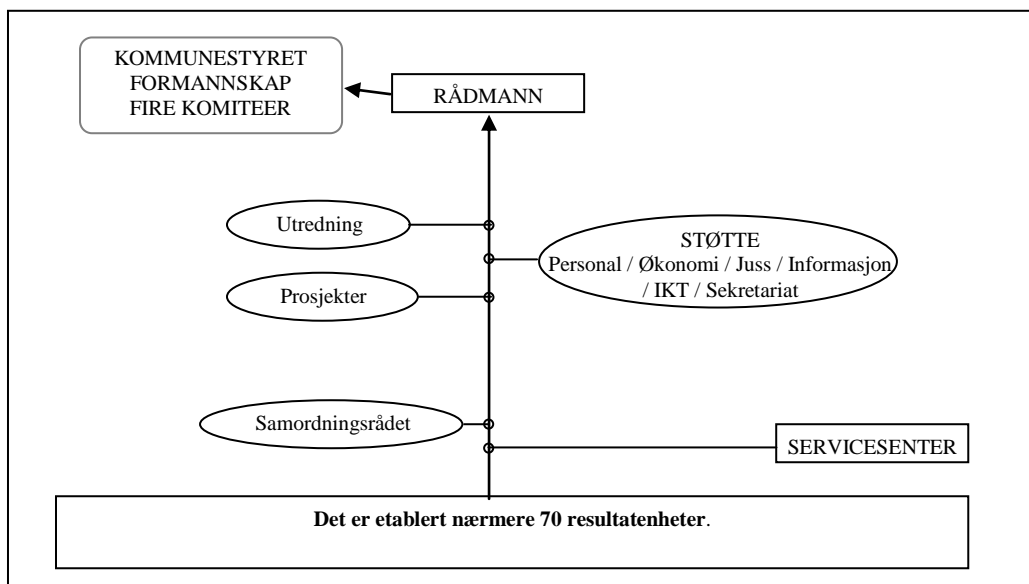 KOMMUNESTYRET
FORMANNSKAP
FIRE KOMITEER
RÅDMANN
Utredning
STØTTE
Personal / Økonomi / Juss / Informasjon
/ IKT / Sekretariat
Prosjekter
Samordningsrådet
SERVICESENTER
Det er etablert nærmere 70 resultatenheter.